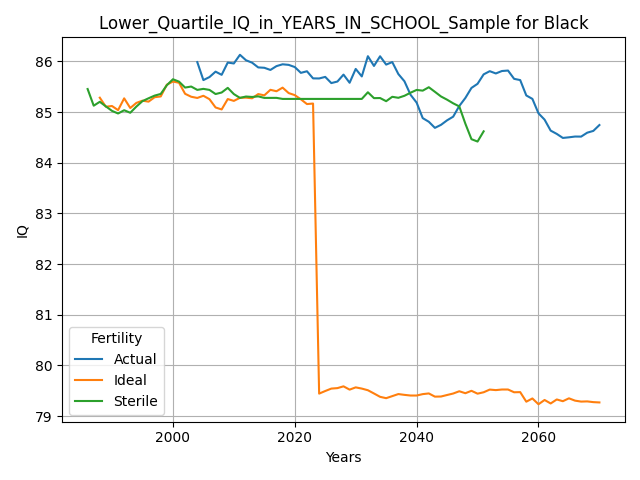 Lower_Quartile_IQ_in_YEARS_IN_SCHOOL_Sample for Black
86
85
84
83
82
81
80
79
IQ
Fertility
Actual
Ideal
Sterile
2000
2020
2040
2060
Years